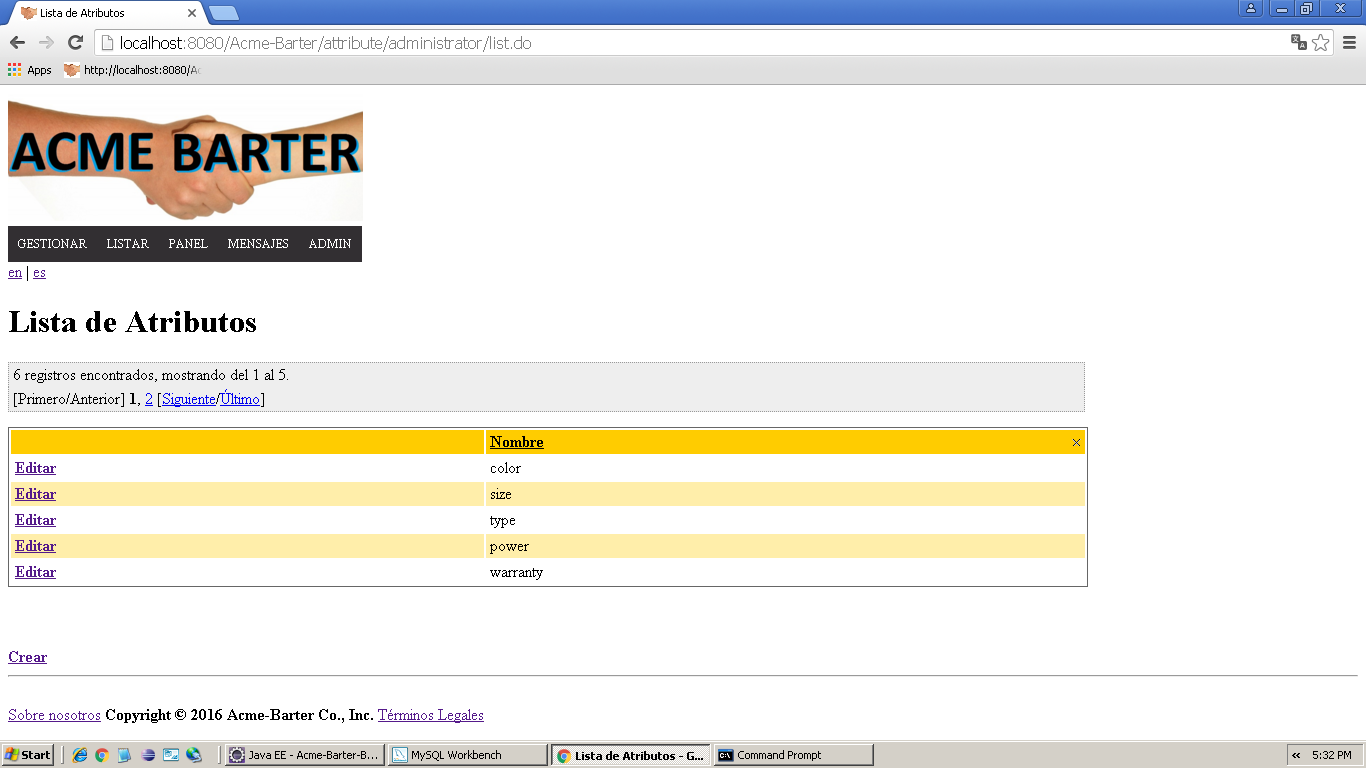 Lista de Atributos
localhost:8080/Acme-Barter/attribute/administrator/list.do
Apps http://localhost:8080/Ac
ACME BARTER
GESTIONAR LISTAR PANEL MENSAJES ADMIN
en | es
Lista de Atributos
6 registros encontrados, mostrando del 1 al 5.
[Primero/Anterior] 1, 2 [Siguiente/Último]
Nombre
Editar color
Editar size
Editar type
Editar power
Editar warranty
Crear
Sobre nosotros Copyright © 2016 Acme-Barter Co., Inc. Términos Legales
Start Java EE - Acme-Barter-B... MySQL Workbench Lista de Atributos - G... Command Prompt « 5:32 PM